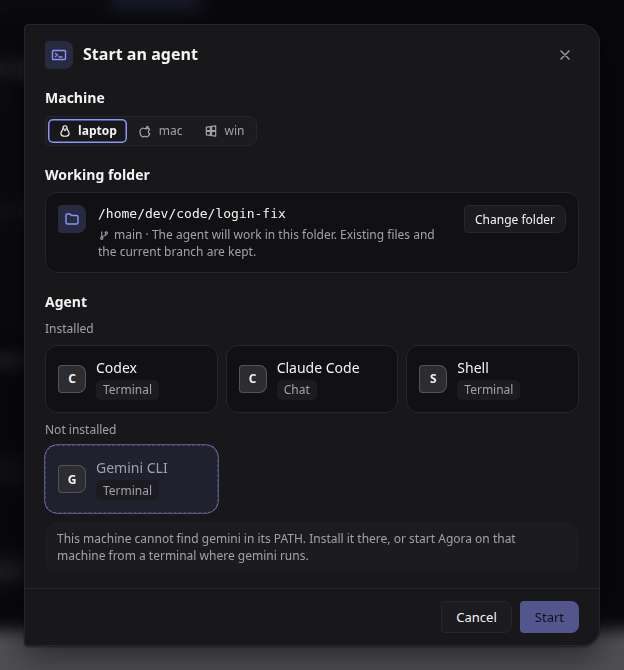 Start an agent
Machine
laptop
mac
win
Working folder
/home/dev/code/login-fix
Change folder
main · The agent will work in this folder. Existing files and
the current branch are kept.
Agent
Installed
C
Codex
Terminal
C
Claude Code
Chat
S
Shell
Terminal
Not installed
G
Gemini CLI
Terminal
This machine cannot find gemini in its PATH. Install it there, or start Agora on that
machine from a terminal where gemini runs.
Cancel
Start